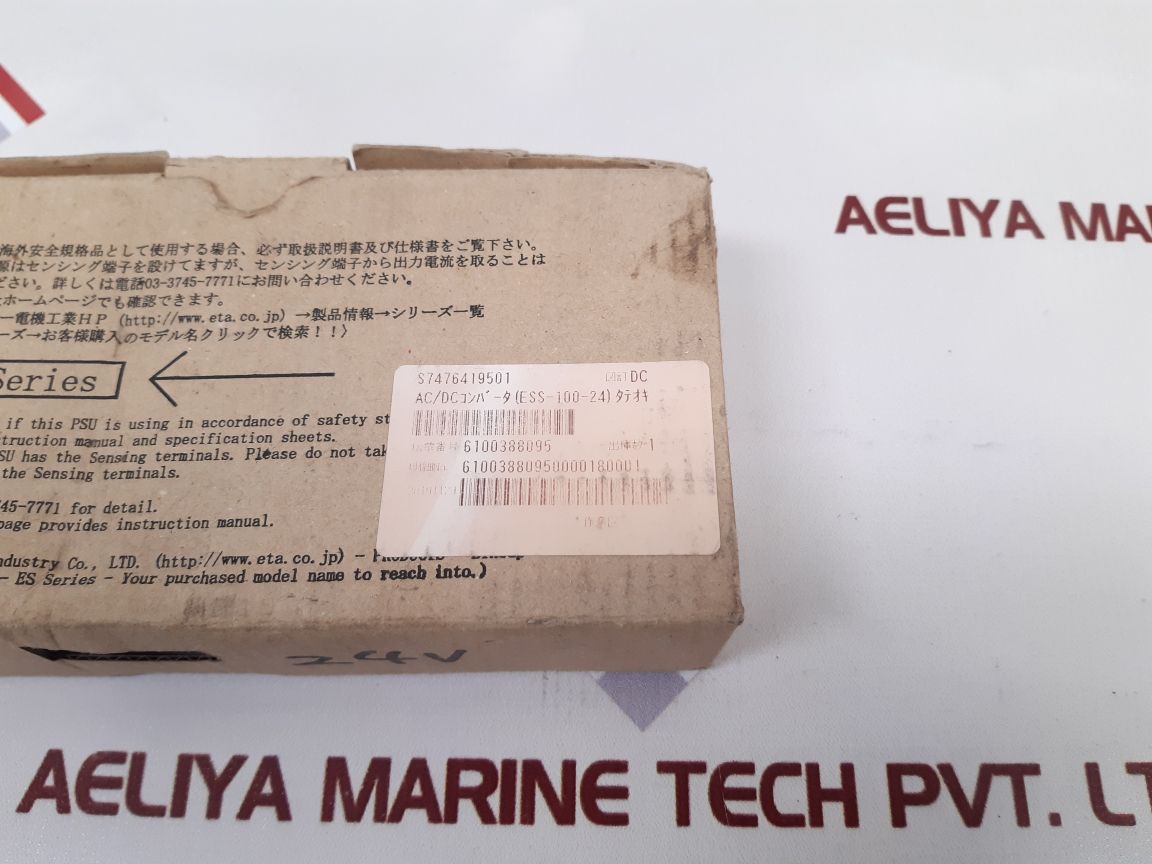 AELIYA MA
海外安全規格品として使用する場合、必ず取扱説明書及び仕様書をご覧下さい。
源はセンシング端子を設けてますが、センシング端子から出力電流を取ることは
ださい。詳しくは電話03-3745-7771にお問い合わせください。
ホームページでも確認できます。
ー電機工業HP (http://www.eta.co.jp) →製品情報→シリーズ一覧
ーズ→お客様購入のモデル名クリックで検索！！〉
Series
if this PSU is using in accordance of safety st
truction manual and specification sheets.
PSU has the Sensing terminals. Please do not tak
the Sensing terminals.
745-7771 for detail.
page provides instruction manual.
ndustry Co., LTD. (http://www.eta.co.jp) -
- ES Series - Your purchased model name to reach into.)
S7476419501 DC
AC/DCコンバータ(ESS-100-24)タテオキ
6100388095 1
61003880950000180001
24V
AELIYA MARINE TECH PVT. LT